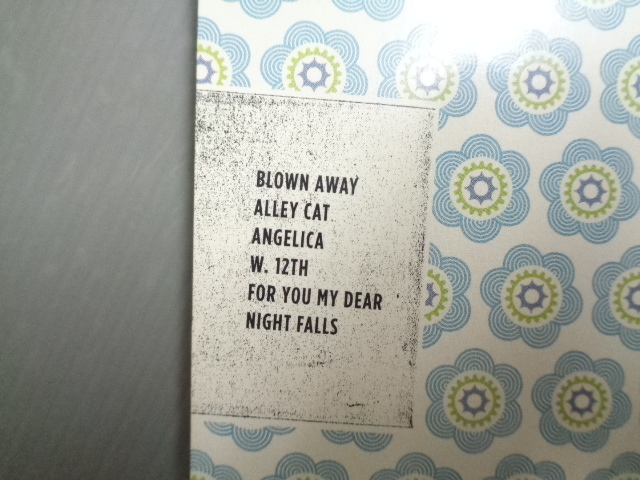 BLOWN AWAY
ALLEY CAT
ANGELICA
W. 12TH
FOR YOU MY DEAR
NIGHT FALLS